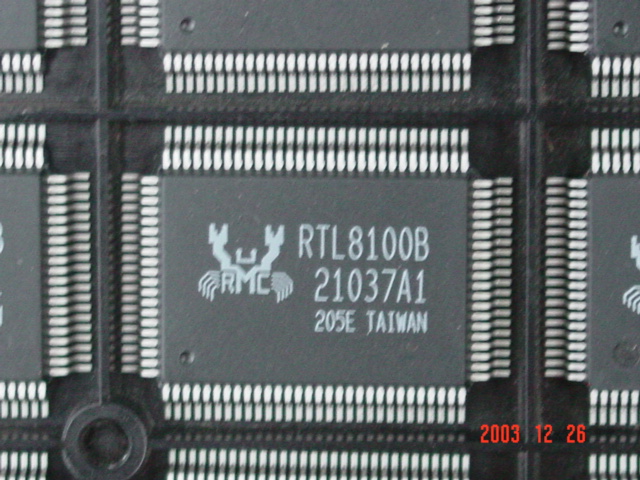 RTL8100B
RMC
21037A1
205E TAIWAN
2003 12 26